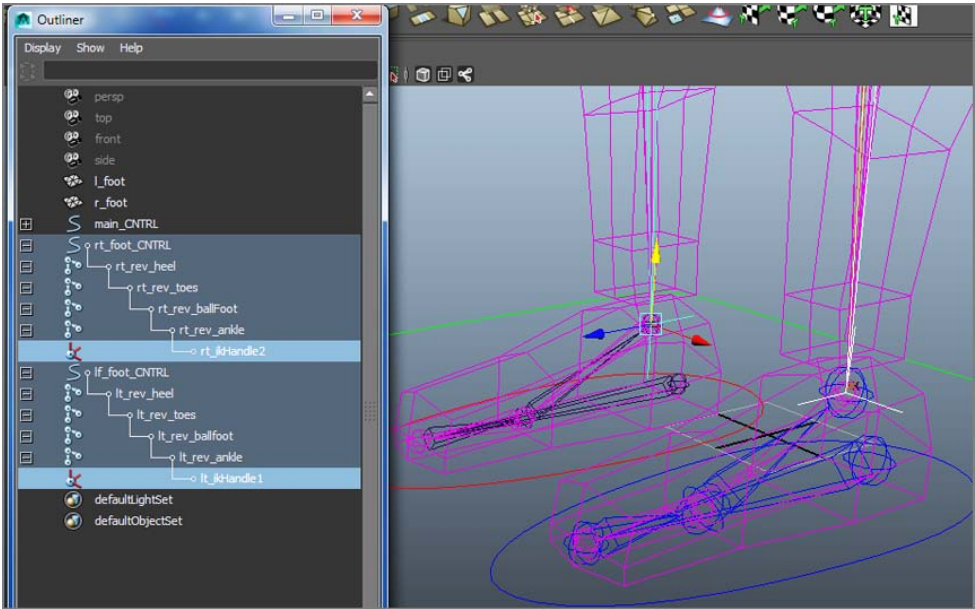 Outliner
Display Show Help
persp
top
front
side
l_foot
r_foot
main_CNTRL
rt_foot_CNTRL
rt_rev_heel
rt_rev_toes
rt_rev_ballFoot
rt_rev_ankle
rt_ikHandle2
lf_foot_CNTRL
lt_rev_heel
lt_rev_toes
lt_rev_ballfoot
lt_rev_ankle
lt_ikHandle1
defaultLightSet
defaultObjectSet